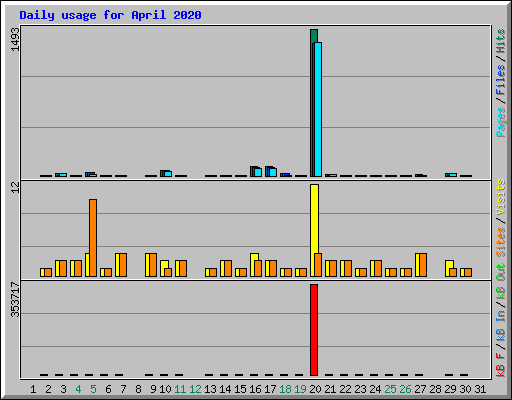 Daily usage for April 2020
1493
Pages / Files / Hits
12
Sites / Visits
353717
kB F / kB In / kB Out
1 2 3 4 5 6 7 8 9 10 11 12 13 14 15 16 17 18 19 20 21 22 23 24 25 26 27 28 29 30 31